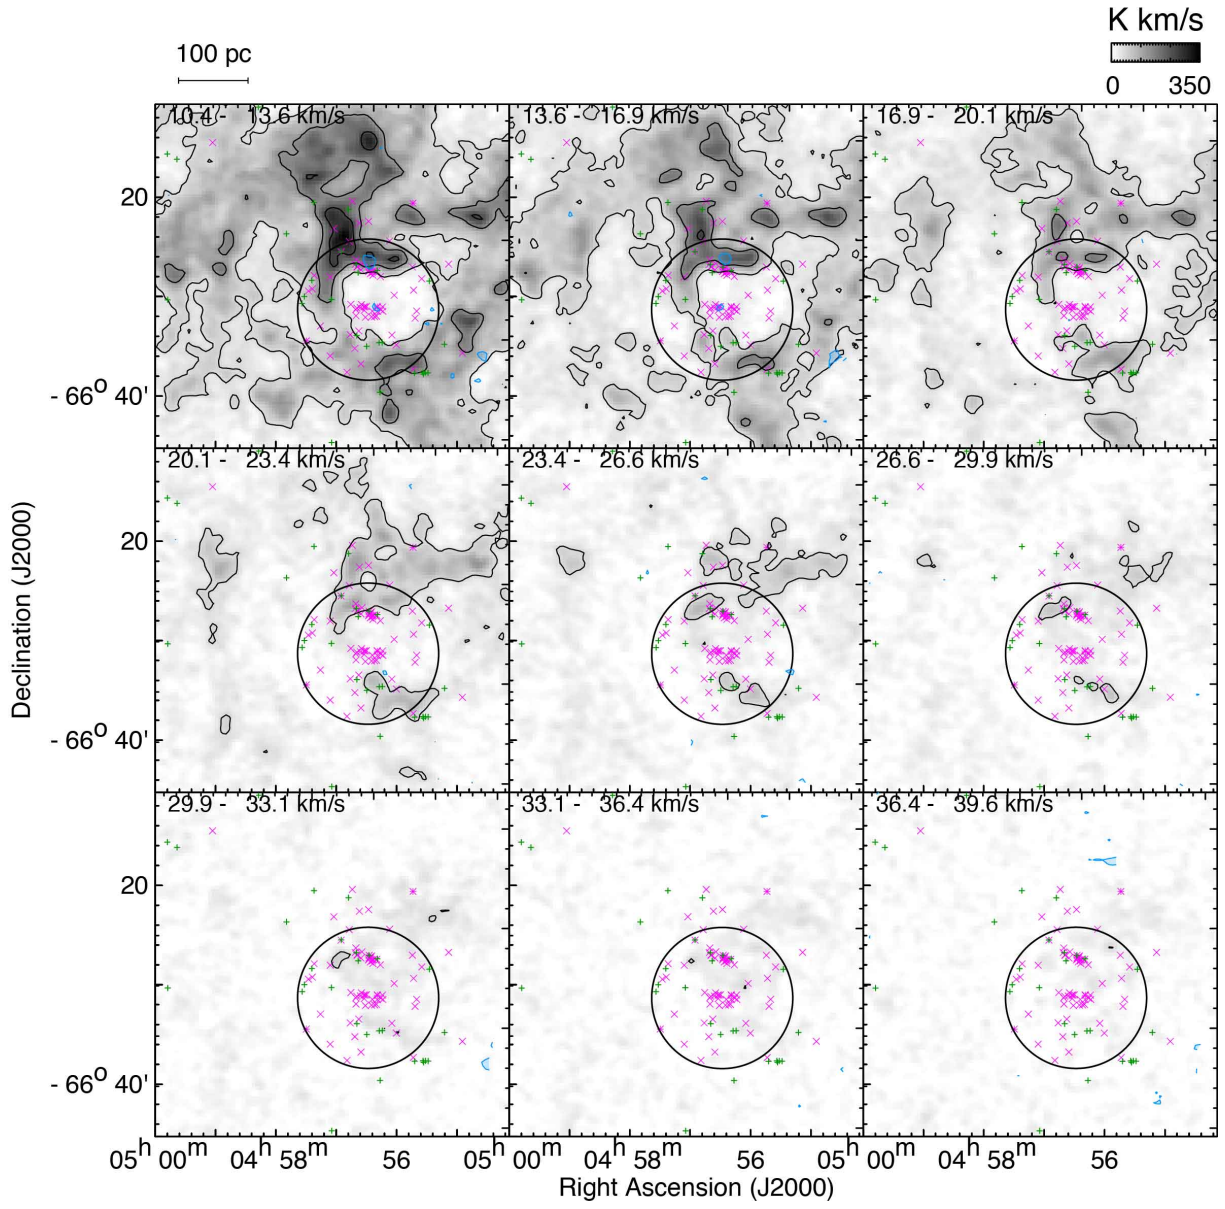 K km/s
100 pc
0 350
10.4 - 13.6 km/s
13.6 - 16.9 km/s
16.9 - 20.1 km/s
20
- 66° 40'
20.1 - 23.4 km/s
23.4 - 26.6 km/s
26.6 - 29.9 km/s
20
- 66° 40'
Declination (J2000)
29.9 - 33.1 km/s
33.1 - 36.4 km/s
36.4 - 39.6 km/s
20
- 66° 40'
05h 00m 04 58m 56 05h 00m 04 58m 56 05h 00m 04 58m 56
Right Ascension (J2000)